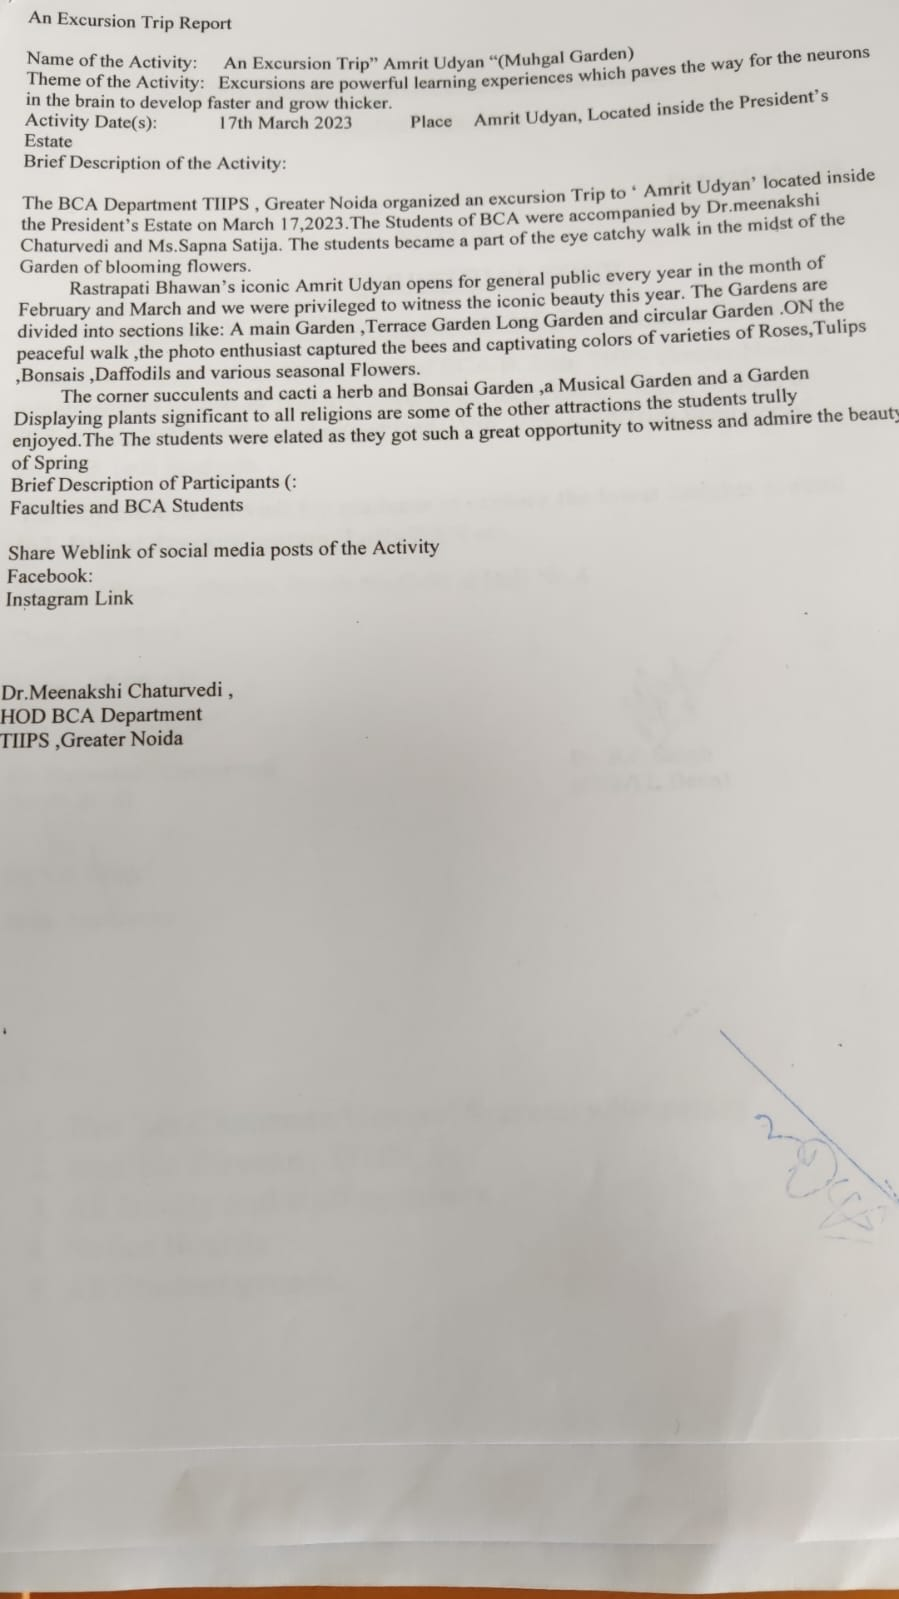 An Excursion Trip Report
Name of the Activity: An Excursion Trip” Amrit Udyan “(Muhgal Garden)
Theme of the Activity: Excursions are powerful learning experiences which paves the way for the neurons
in the brain to develop faster and grow thicker.
Activity Date(s): 17th March 2023 Place Amrit Udyan, Located inside the President’s
Estate
Brief Description of the Activity:
The BCA Department TIIPS , Greater Noida organized an excursion Trip to ‘ Amrit Udyan’ located inside
the President’s Estate on March 17,2023.The Students of BCA were accompanied by Dr.meenakshi
Chaturvedi and Ms.Sapna Satija. The students became a part of the eye catchy walk in the midst of the
Garden of blooming flowers.
Rastrapati Bhawan’s iconic Amrit Udyan opens for general public every year in the month of
February and March and we were privileged to witness the iconic beauty this year. The Gardens are
divided into sections like: A main Garden ,Terrace Garden Long Garden and circular Garden .ON the
peaceful walk ,the photo enthusiast captured the bees and captivating colors of varieties of Roses,Tulips
,Bonsais ,Daffodils and various seasonal Flowers.
The corner succulents and cacti a herb and Bonsai Garden ,a Musical Garden and a Garden
Displaying plants significant to all religions are some of the other attractions the students trully
enjoyed.The The students were elated as they got such a great opportunity to witness and admire the beauty
of Spring
Brief Description of Participants (:
Faculties and BCA Students
Share Weblink of social media posts of the Activity
Facebook:
Instagram Link
Dr.Meenakshi Chaturvedi ,
HOD BCA Department
TIIPS ,Greater Noida